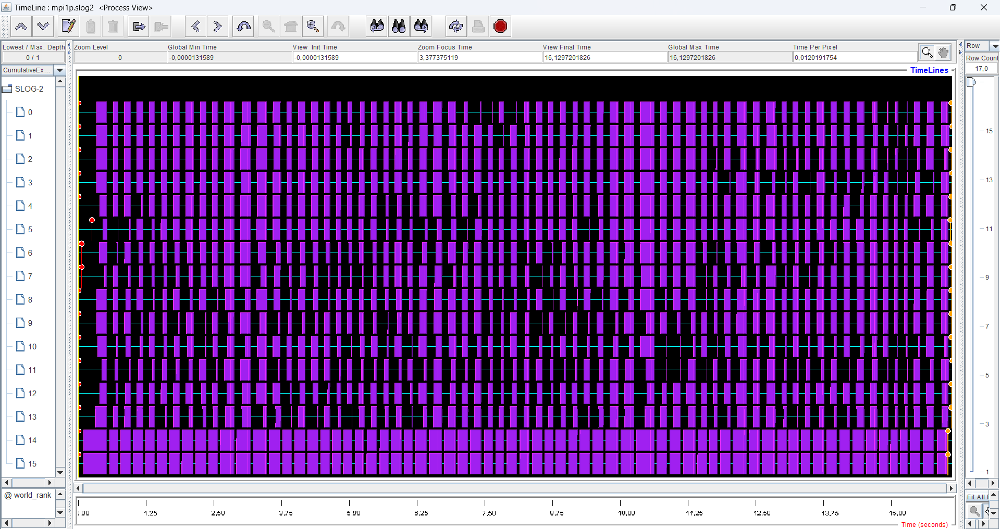 TimeLine : mpi1p.slog2 <Process View>
Lowest / Max. Depth
0 / 1
Zoom Level
0
Global Min Time
-0,0000131589
View Init Time
-0,0000131589
Zoom Focus Time
3,377375119
View Final Time
16,1297201826
Global Max Time
16,1297201826
Time Per Pixel
0,0120191754
Row
Row Count
17,0
CumulativeEx...
TimeLines
SLOG-2
0
1
2
3
4
5
6
7
8
9
10
11
12
13
14
15
15
13
11
9
7
5
3
1
@ world_rank
Fit All
,00
1,25
2,50
3,75
5,00
6,25
7,50
8,75
10,00
11,25
12,50
13,75
15,00
Time (seconds)